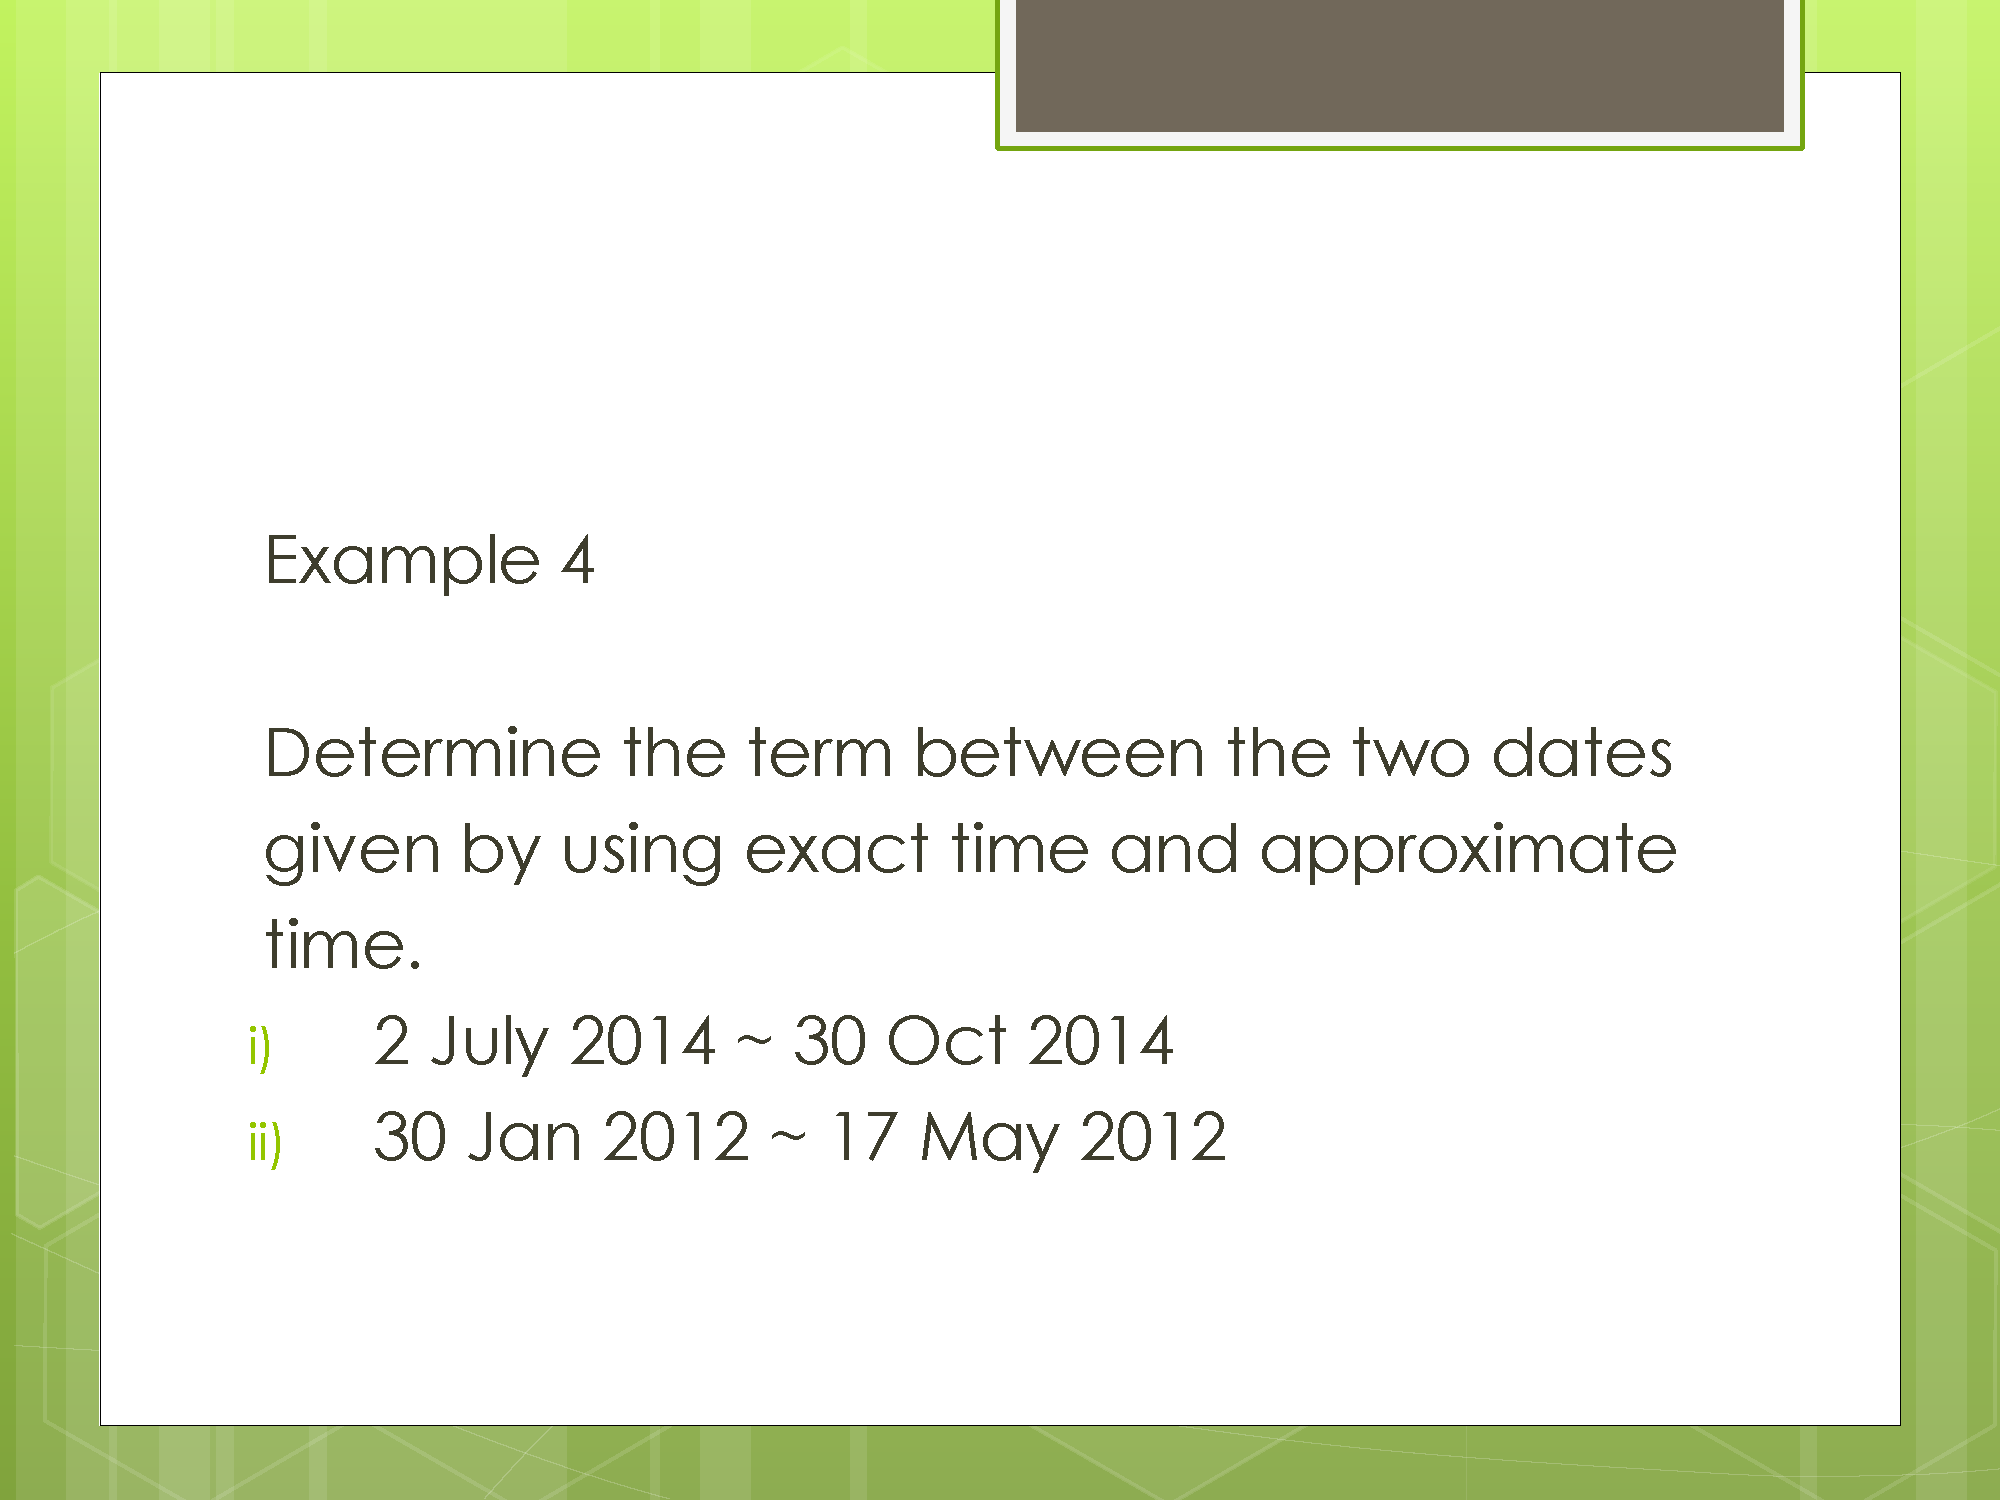 Example 4
Determine the term between the two dates
given by using exact time and approximate
time.
i) 2 July 2014 ~ 30 Oct 2014
ii) 30 Jan 2012 ~ 17 May 2012